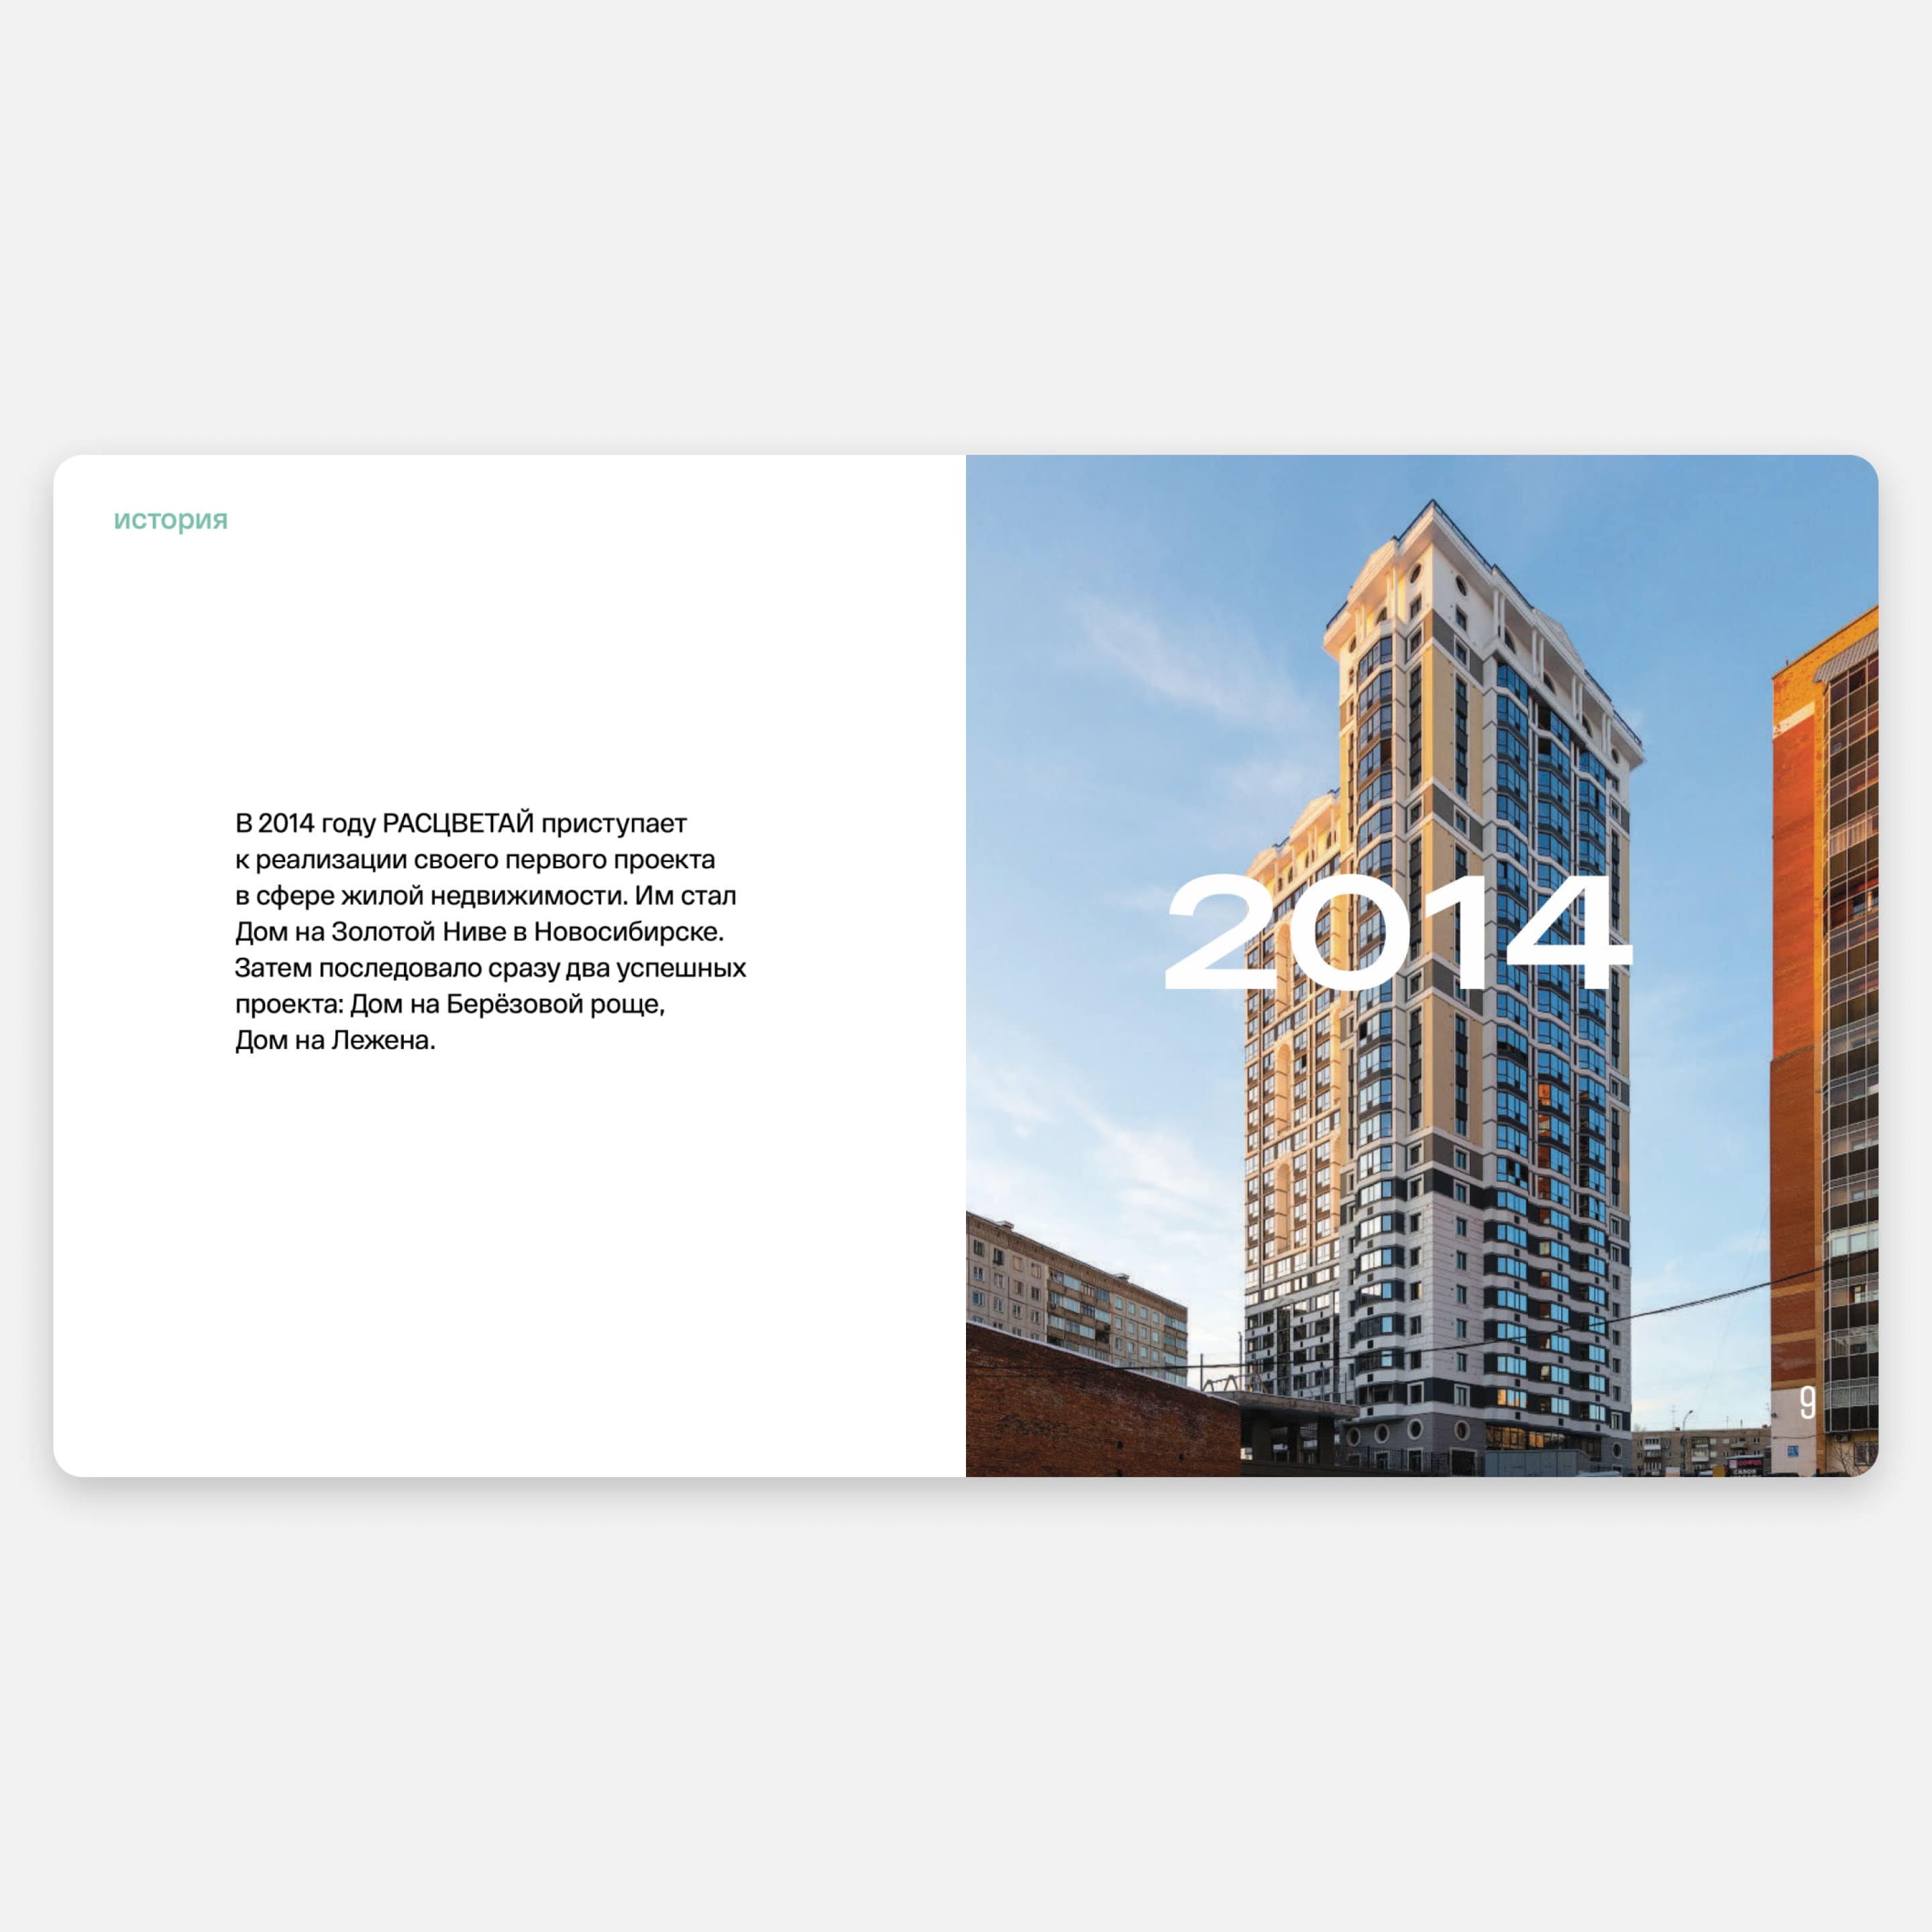 история
В 2014 году РАСЦВЕТАЙ приступает
к реализации своего первого проекта
в сфере жилой недвижимости. Им стал
Дом на Золотой Ниве в Новосибирске.
Затем последовало сразу два успешных
проекта: Дом на Берёзовой роще,
Дом на Лежена.
2014
9